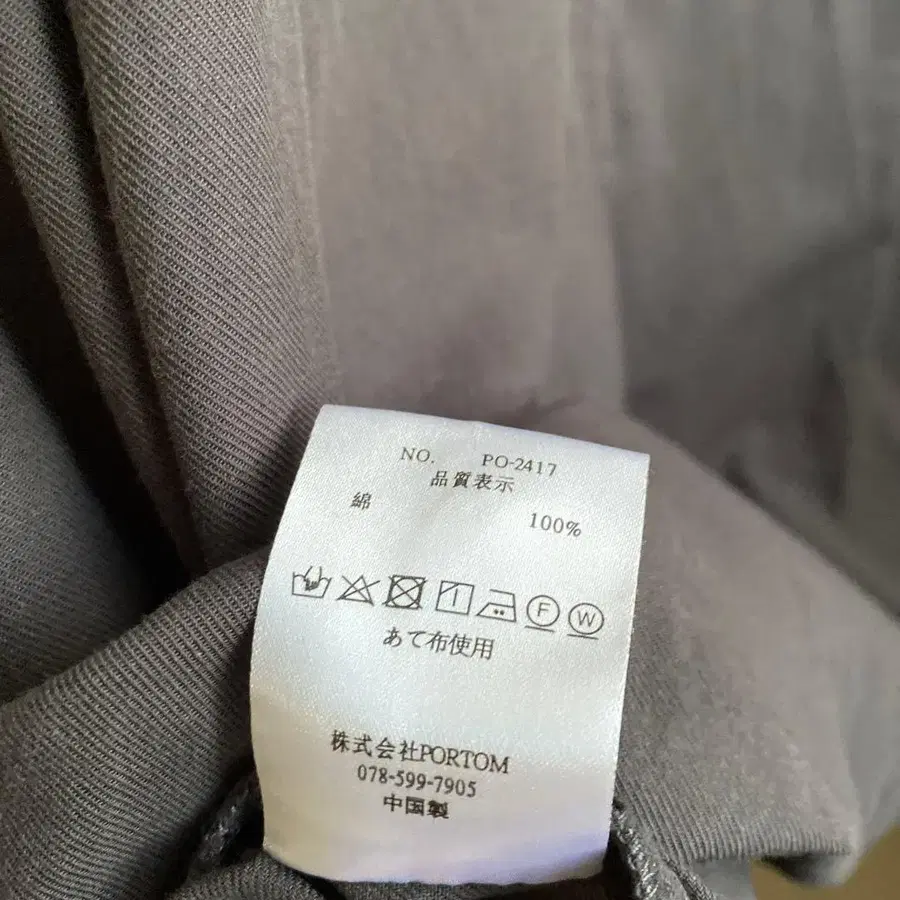 NO. PO-2417
品質表示
綿 100%
F W
あて布使用
株式会社PORTOM
078-599-7905
中国製